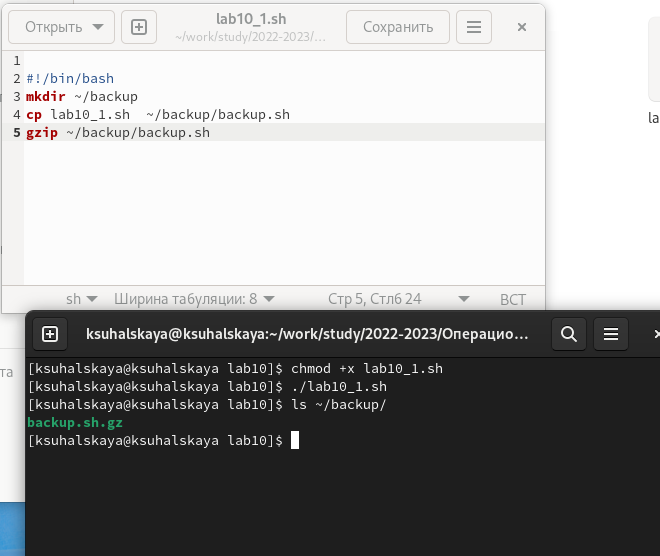 Открыть
lab10_1.sh
~/work/study/2022-2023/…
Сохранить
1
2 #!/bin/bash
3 mkdir ~/backup
4 cp lab10_1.sh  ~/backup/backup.sh
5 gzip ~/backup/backup.sh
la
sh
Ширина табуляции: 8
Стр 5, Стлб 24
ВСТ
та
ksuhalskaya@ksuhalskaya:~/work/study/2022-2023/Операцио…
[ksuhalskaya@ksuhalskaya lab10]$ chmod +x lab10_1.sh
[ksuhalskaya@ksuhalskaya lab10]$ ./lab10_1.sh
[ksuhalskaya@ksuhalskaya lab10]$ ls ~/backup/
backup.sh.gz
[ksuhalskaya@ksuhalskaya lab10]$